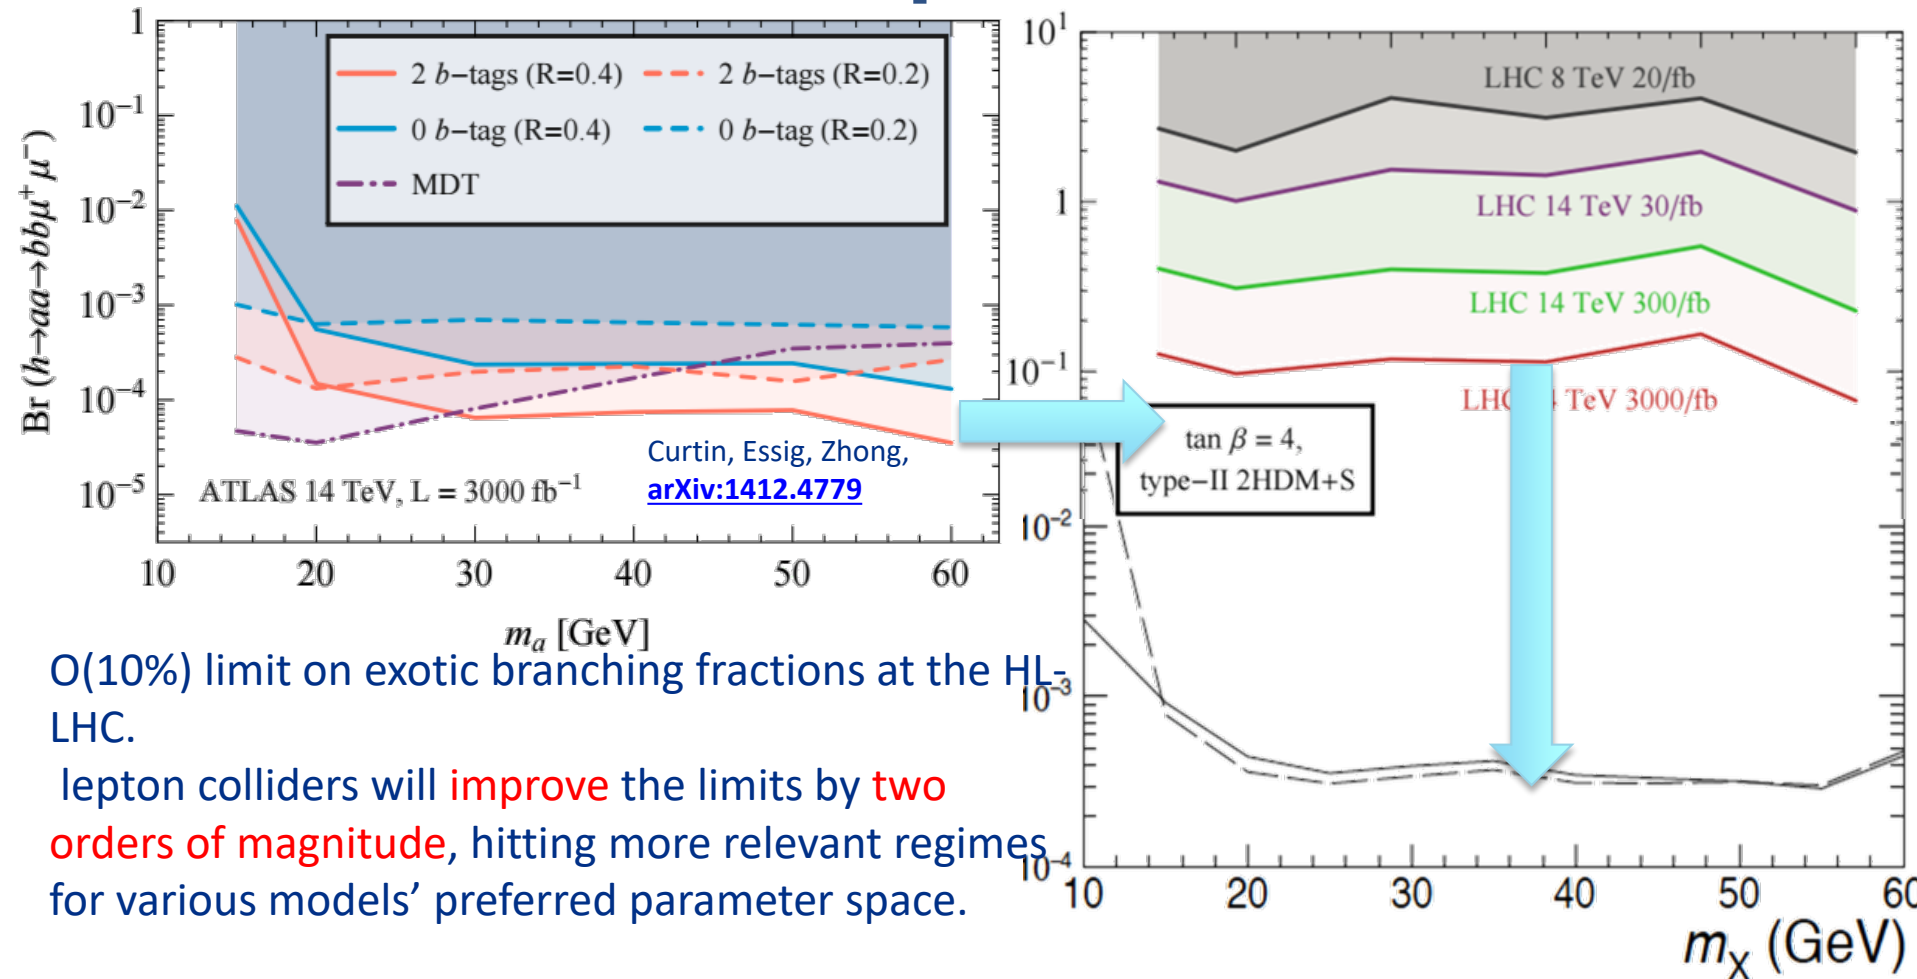 1
10⁻¹
10⁻²
10⁻³
10⁻⁴
10⁻⁵
Br (h→aa→bbμ⁺μ⁻)
2 b−tags (R=0.4) 2 b−tags (R=0.2)
0 b−tag (R=0.4) 0 b−tag (R=0.2)
MDT
Curtin, Essig, Zhong,
arXiv:1412.4779
ATLAS 14 TeV, L = 3000 fb⁻¹
10 20 30 40 50 60
mₐ [GeV]
10¹
1
10⁻¹
10⁻²
10⁻³
10⁻⁴
LHC 8 TeV 20/fb
LHC 14 TeV 30/fb
LHC 14 TeV 300/fb
LHC 4 TeV 3000/fb
tan β = 4,
type−II 2HDM+S
10 20 30 40 50 60
m_X (GeV)
O(10%) limit on exotic branching fractions at the HL-
LHC.
lepton colliders will improve the limits by two
orders of magnitude, hitting more relevant regimes
for various models’ preferred parameter space.